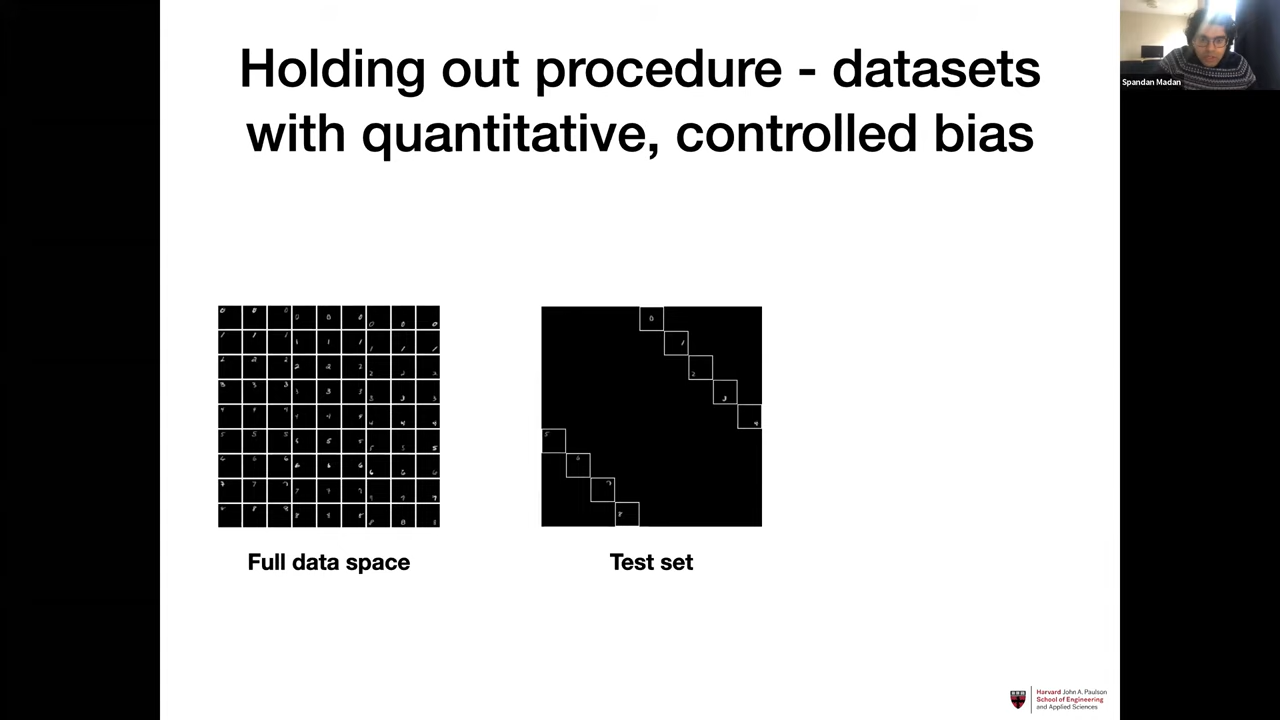 Holding out procedure - datasets
with quantitative, controlled bias
Spandan Madan
Full data space
Test set
Harvard John A. Paulson
School of Engineering
and Applied Sciences